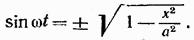 sin ωt = ± √(1 − x²/a²) .